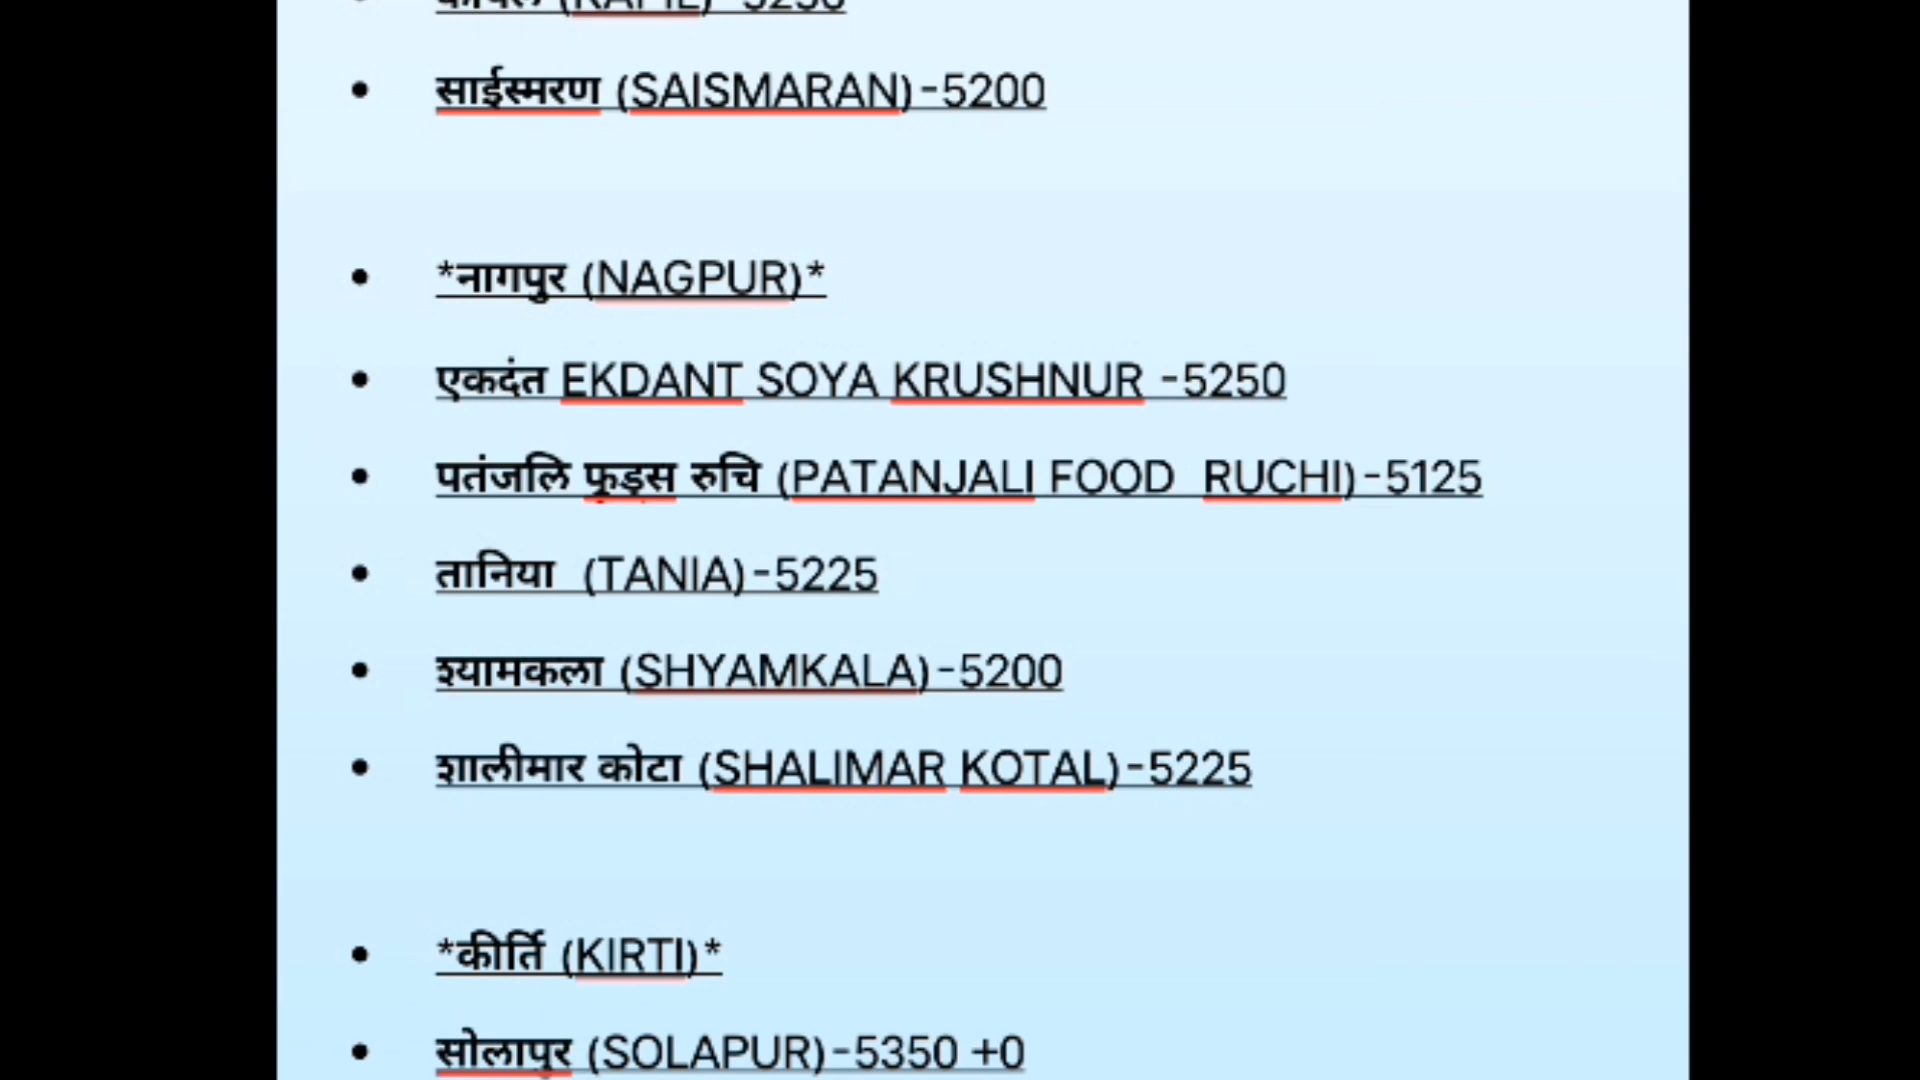 साईस्मरण (SAISMARAN)-5200
*नागपुर (NAGPUR)*
एकदंत EKDANT SOYA KRUSHNUR -5250
पतंजलि फूड्स रुचि (PATANJALI FOOD  RUCHI)-5125
तानिया  (TANIA)-5225
श्यामकला (SHYAMKALA)-5200
शालीमार कोटा (SHALIMAR KOTAL)-5225
*कीर्ति (KIRTI)*
सोलापुर (SOLAPUR)-5350 +0